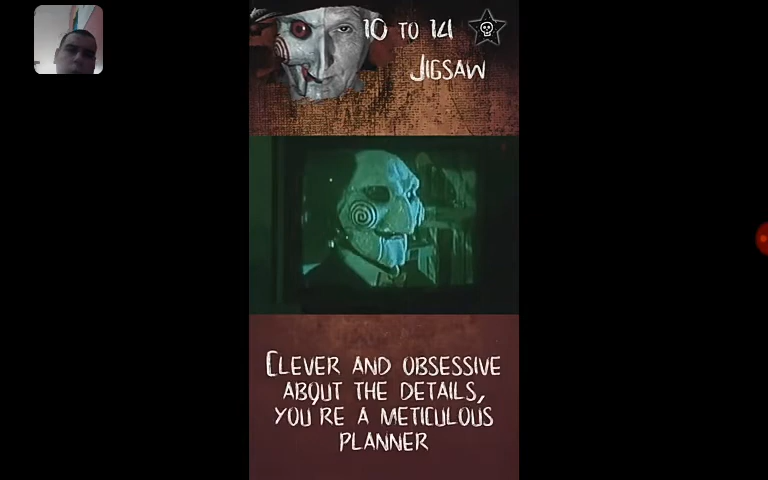 10 TO 14
JIGSAW
CLEVER AND OBSESSIVE
ABOUT THE DETAILS,
YOU'RE A METICULOUS
PLANNER